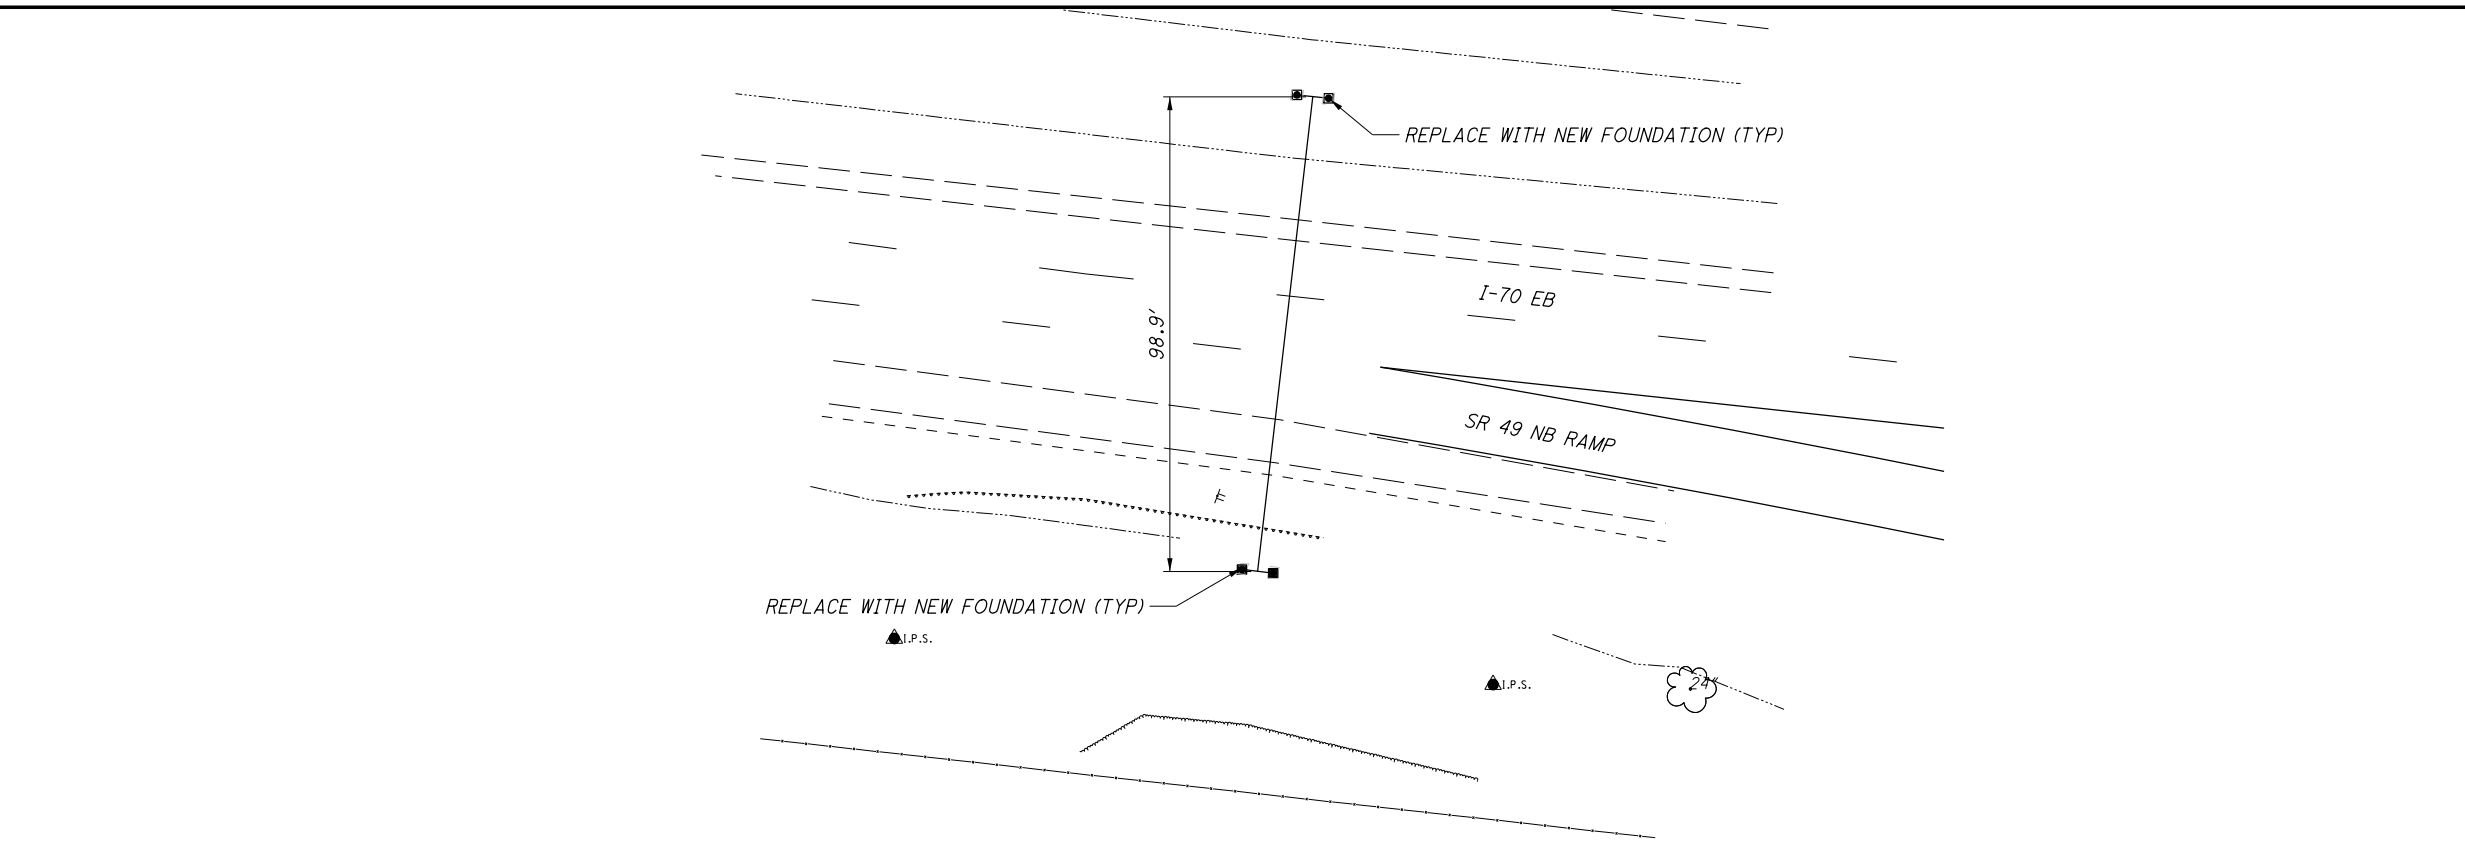 REPLACE WITH NEW FOUNDATION (TYP)
I-70 EB
98.9'
SR 49 NB RAMP
REPLACE WITH NEW FOUNDATION (TYP)
I.P.S.
I.P.S.
24"